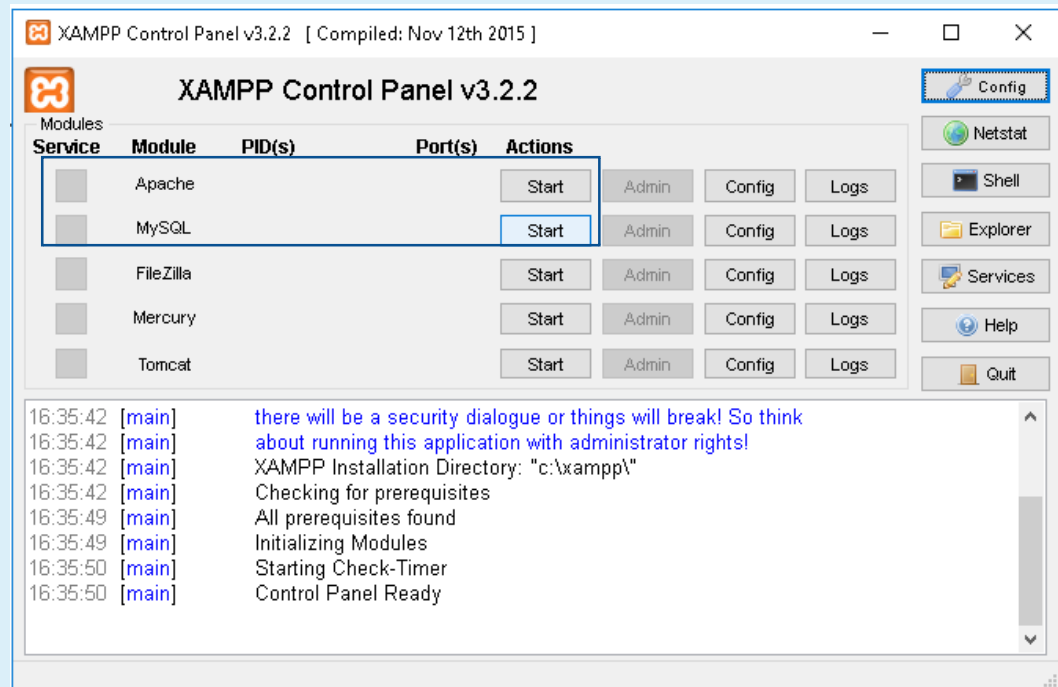 XAMPP Control Panel v3.2.2 [ Compiled: Nov 12th 2015 ]
XAMPP Control Panel v3.2.2
Config
Modules
Service Module PID(s) Port(s) Actions
Netstat
Apache Start Admin Config Logs
Shell
MySQL Start Admin Config Logs
Explorer
FileZilla Start Admin Config Logs
Services
Mercury Start Admin Config Logs
Help
Tomcat Start Admin Config Logs
Quit
16:35:42 [main] there will be a security dialogue or things will break! So think
16:35:42 [main] about running this application with administrator rights!
16:35:42 [main] XAMPP Installation Directory: "c:\xampp\"
16:35:42 [main] Checking for prerequisites
16:35:49 [main] All prerequisites found
16:35:49 [main] Initializing Modules
16:35:50 [main] Starting Check-Timer
16:35:50 [main] Control Panel Ready